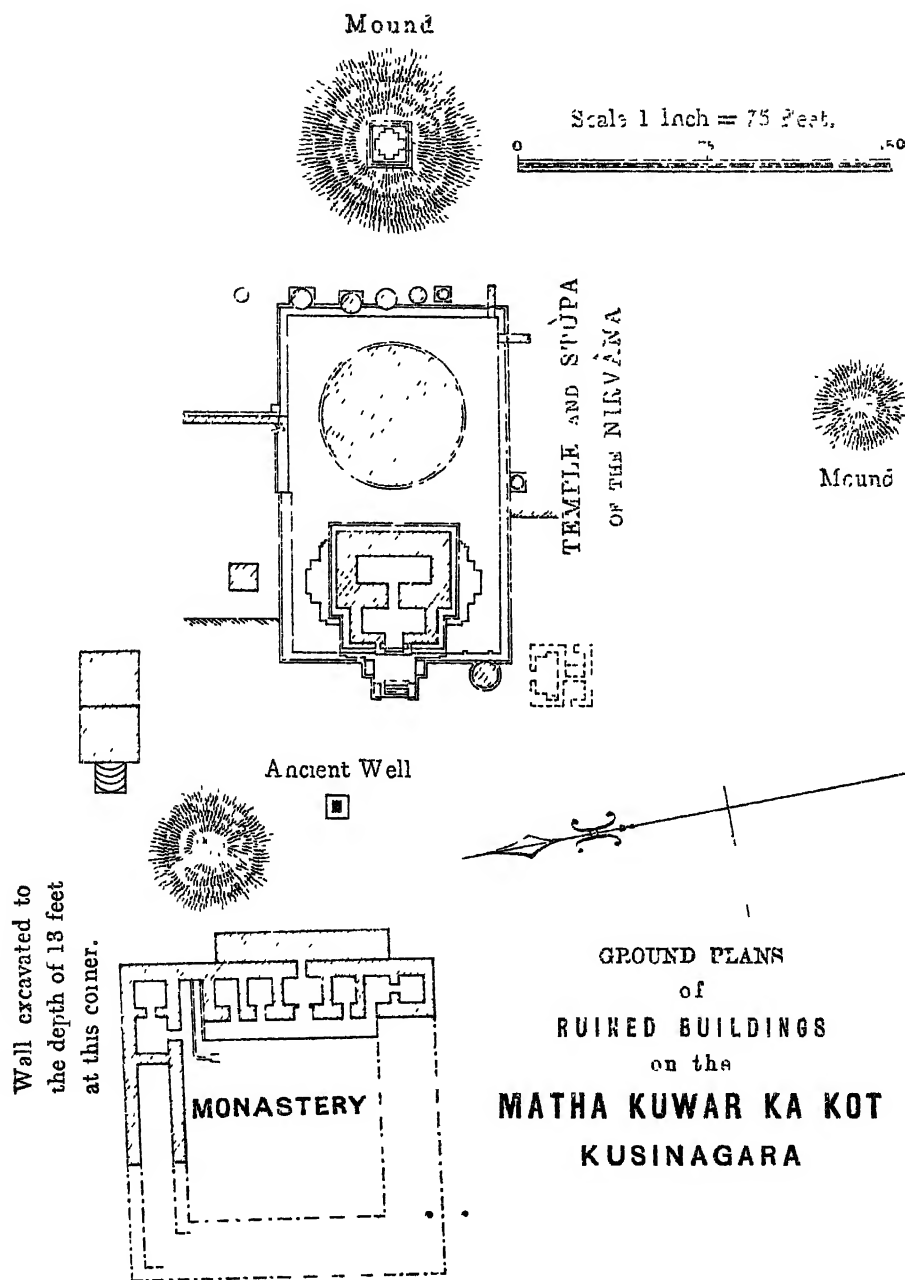 Mound
Scale 1 Inch = 75 Feet.
0 75 150
TEMPLE AND STÛPA
OF THE NIRVÂNA
Mound
Ancient Well
Wall excavated to
the depth of 13 feet
at this corner.
MONASTERY
GROUND PLANS
of
RUINED BUILDINGS
on the
MATHA KUWAR KA KOT
KUSINAGARA